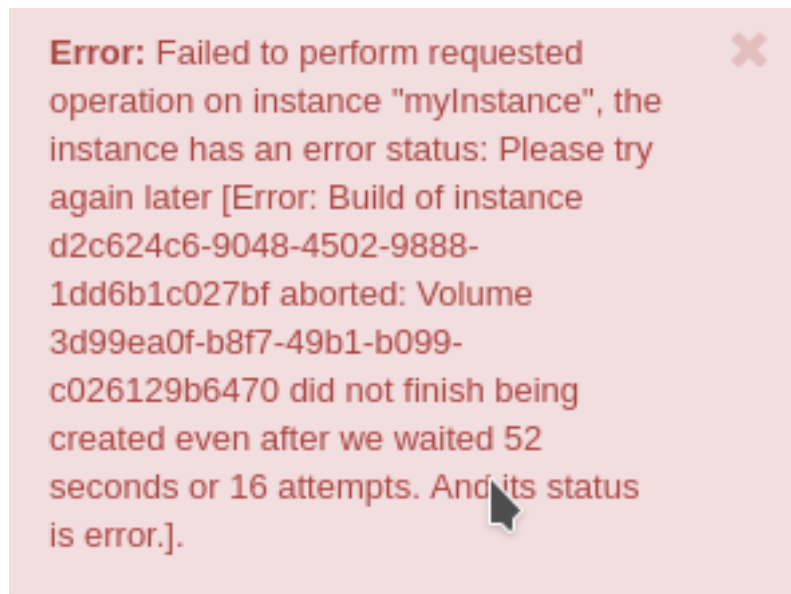 Error: Failed to perform requested
operation on instance "myInstance", the
instance has an error status: Please try
again later [Error: Build of instance
d2c624c6-9048-4502-9888-
1dd6b1c027bf aborted: Volume
3d99ea0f-b8f7-49b1-b099-
c026129b6470 did not finish being
created even after we waited 52
seconds or 16 attempts. And its status
is error.].